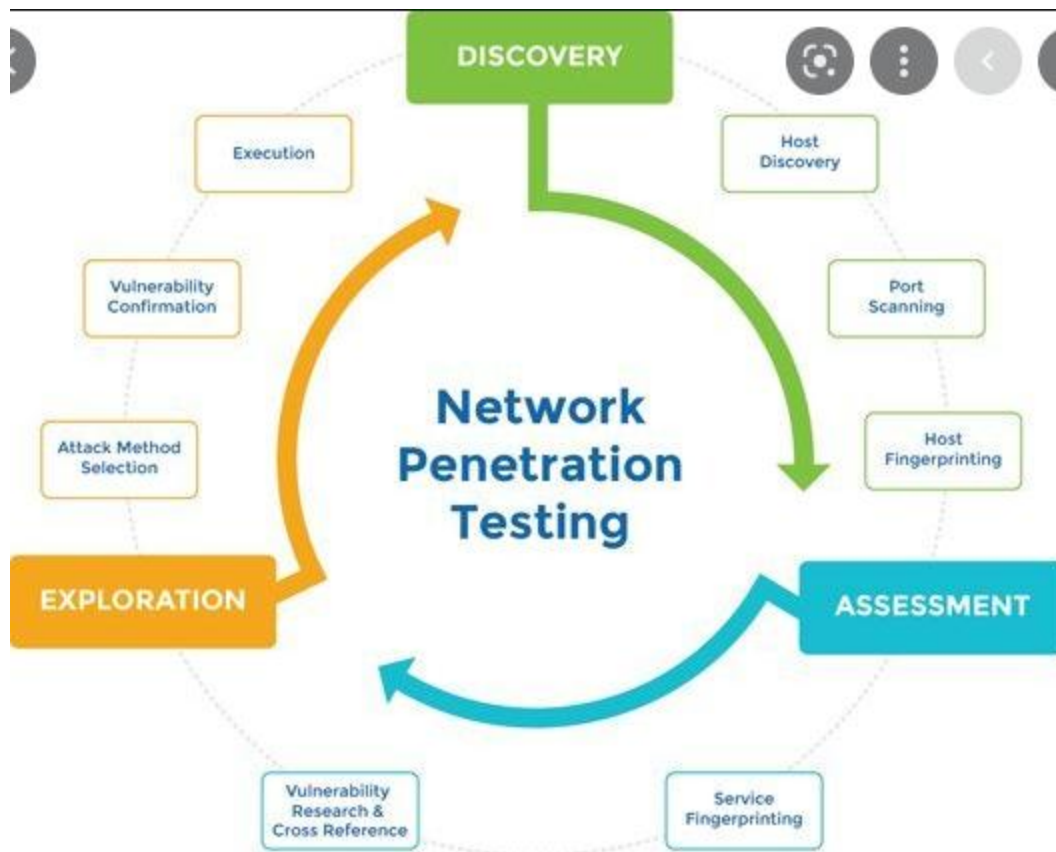 DISCOVERY
Host
Discovery
Port
Scanning
Host
Fingerprinting
ASSESSMENT
Service
Fingerprinting
Vulnerability
Research &
Cross Reference
EXPLORATION
Attack Method
Selection
Vulnerability
Confirmation
Execution
Network
Penetration
Testing